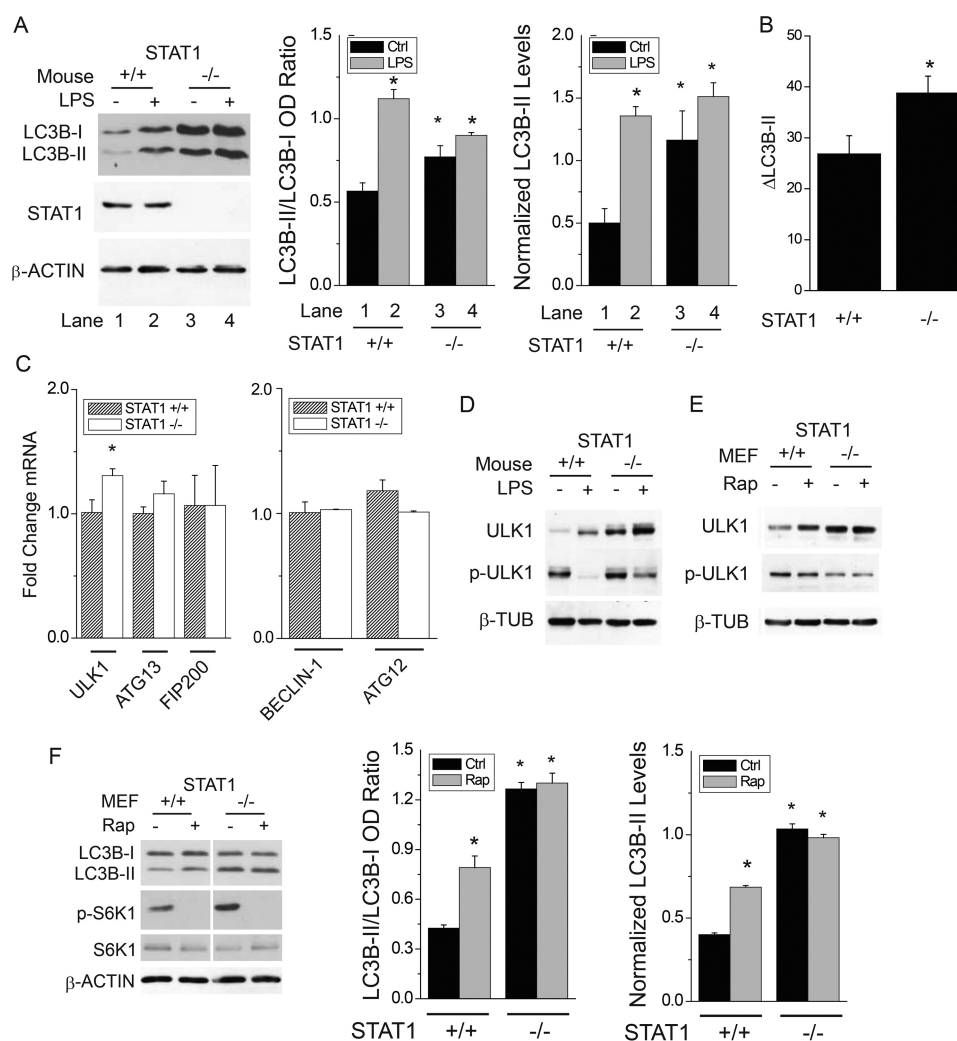 A
STAT1
Mouse +/+ -/-
LPS - + - +
LC3B-I
LC3B-II
STAT1
β-ACTIN
Lane 1 2 3 4
LC3B-II/LC3B-I OD Ratio
1.5
1.0
0.5
0.0
Ctrl
LPS
*
*
*
Lane 1 2 3 4
STAT1 +/+ -/-
Normalized LC3B-II Levels
2.0
1.5
1.0
0.5
0.0
Ctrl
LPS
*
*
*
Lane 1 2 3 4
STAT1 +/+ -/-
B
ΔLC3B-II
50
40
30
20
10
0
*
STAT1 +/+ -/-
C
Fold Change mRNA
2.0
1.0
0.0
STAT1 +/+
STAT1 -/-
*
ULK1
ATG13
FIP200
2.0
1.0
0.0
STAT1 +/+
STAT1 -/-
BECLIN-1
ATG12
D
STAT1
Mouse +/+ -/-
LPS - + - +
ULK1
p-ULK1
β-TUB
E
STAT1
MEF +/+ -/-
Rap - + - +
ULK1
p-ULK1
β-TUB
F
STAT1
MEF +/+ -/-
Rap - + - +
LC3B-I
LC3B-II
p-S6K1
S6K1
β-ACTIN
LC3B-II/LC3B-I OD Ratio
1.5
1.2
0.9
0.6
0.3
0.0
Ctrl
Rap
*
*
*
STAT1 +/+ -/-
Normalized LC3B-II Levels
1.5
1.0
0.5
0.0
Ctrl
Rap
*
*
*
STAT1 +/+ -/-